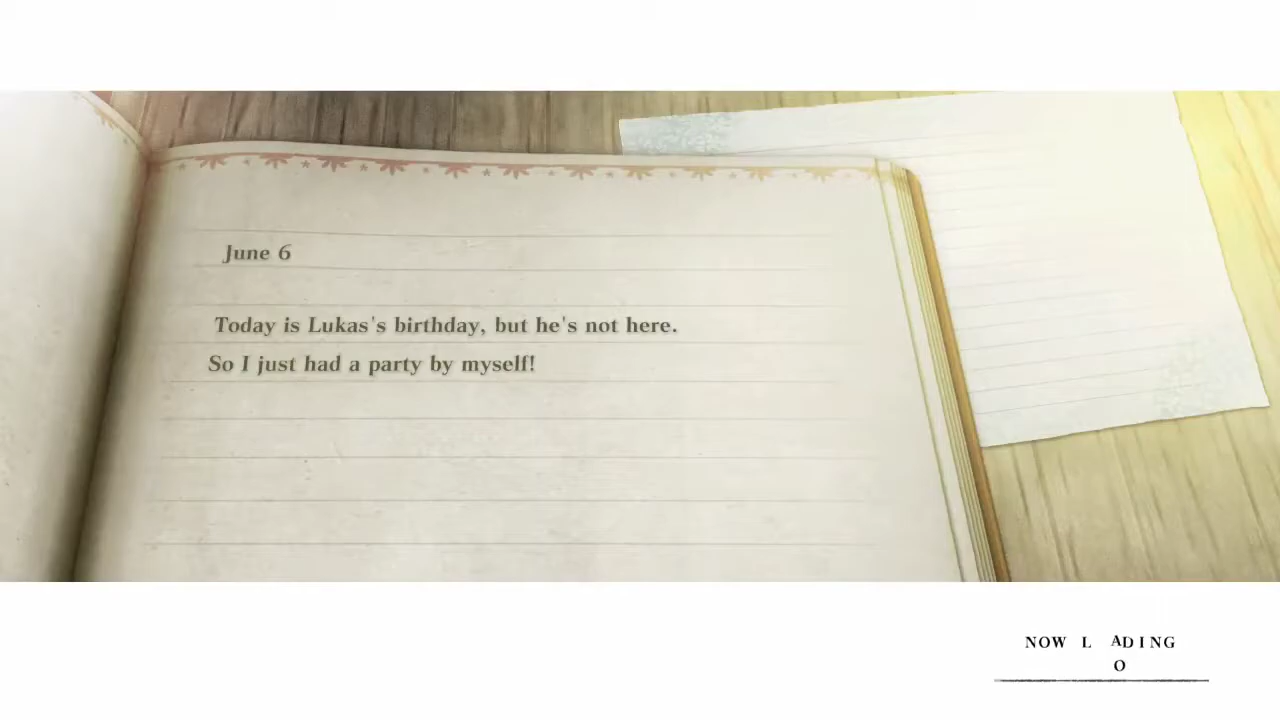 June 6
Today is Lukas's birthday, but he's not here.
So I just had a party by myself!
NOW LOADING